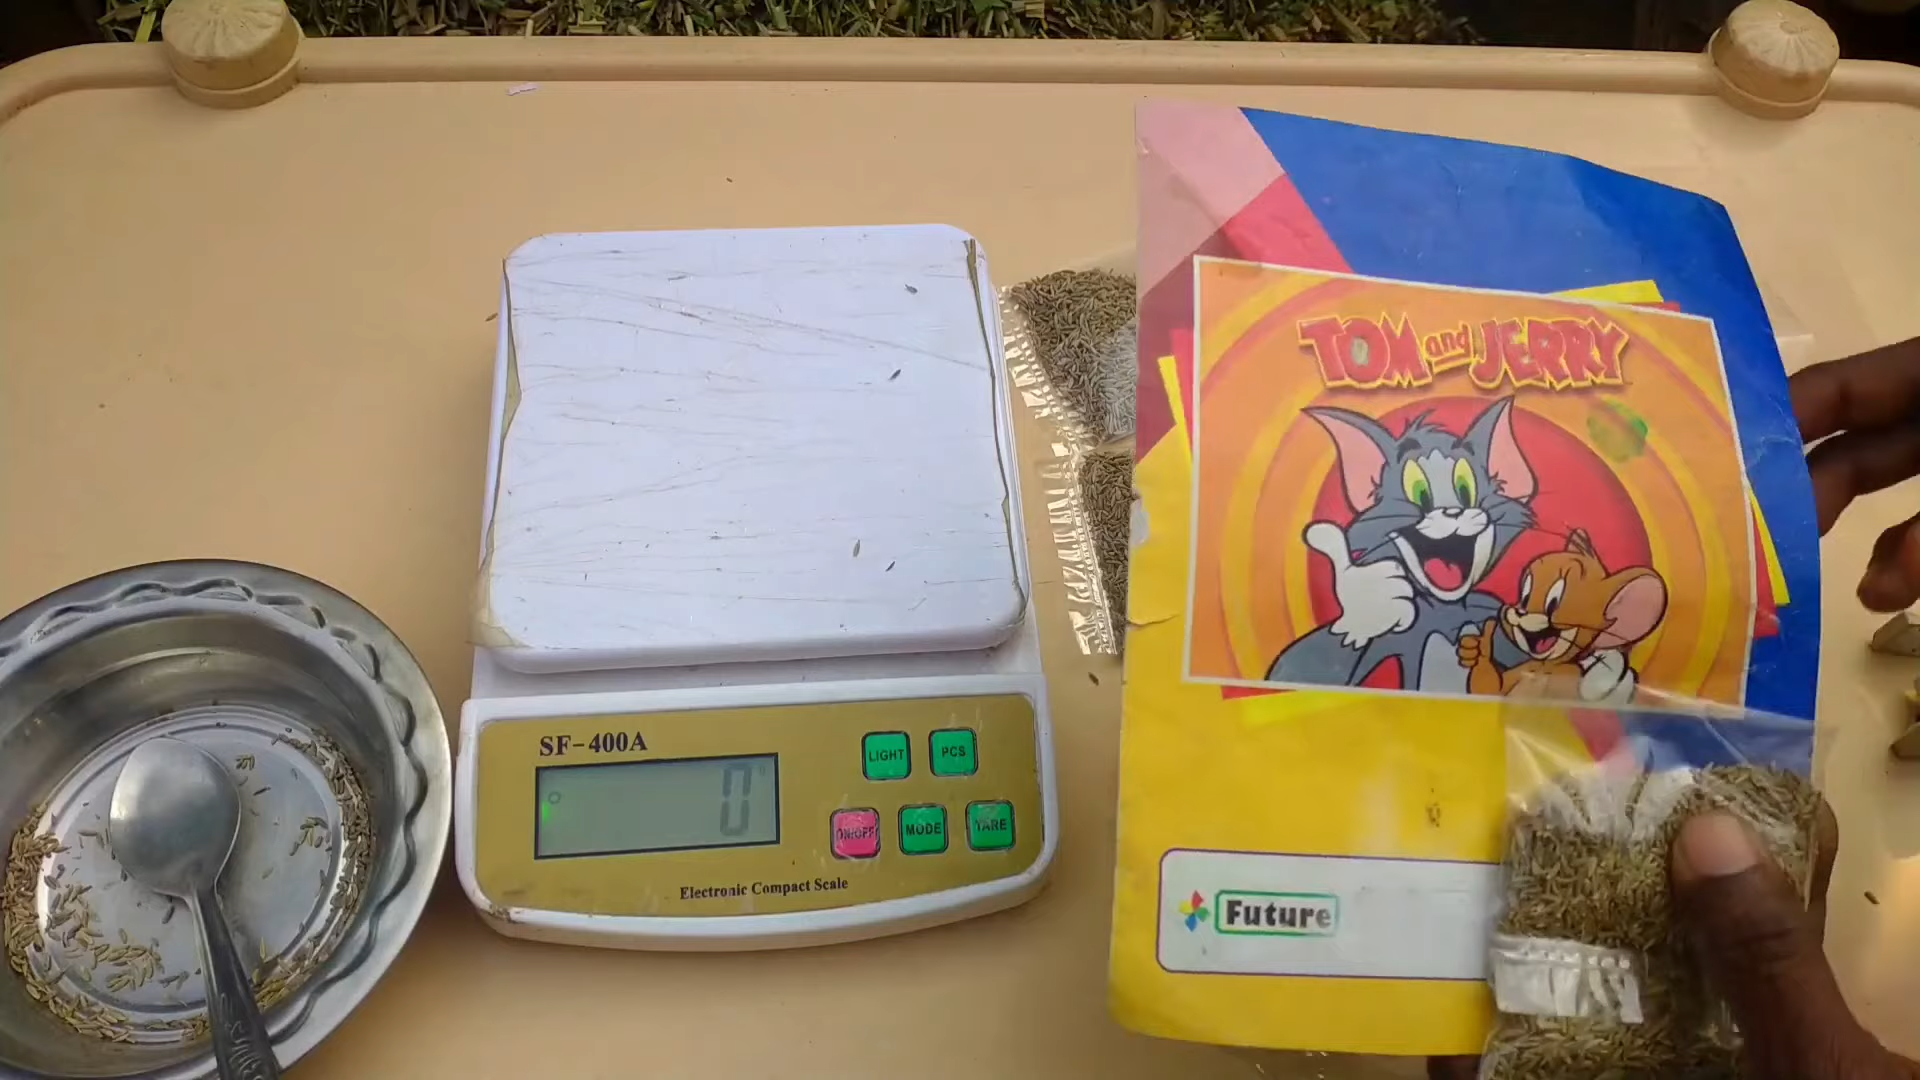 TOM and JERRY
SF-400A
LIGHT
PCS
0
ON/OFF
MODE
TARE
Electronic Compact Scale
Future